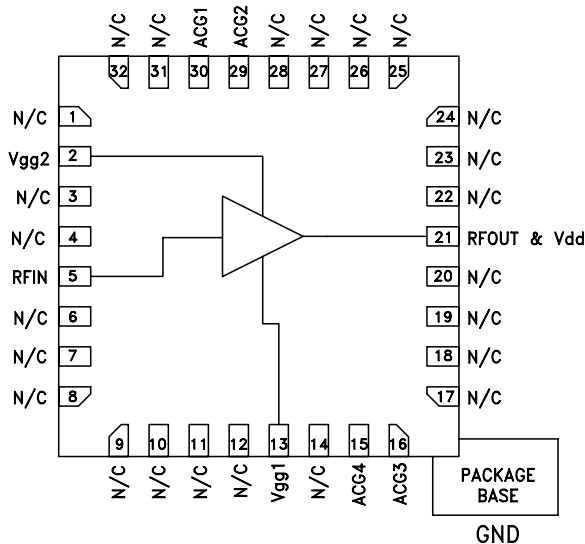 N/C N/C ACG1 ACG2 N/C N/C N/C N/C
32 31 30 29 28 27 26 25
N/C 1 24 N/C
Vgg2 2 23 N/C
N/C 3 22 N/C
N/C 4 21 RFOUT & Vdd
RFIN 5 20 N/C
N/C 6 19 N/C
N/C 7 18 N/C
N/C 8 17 N/C
9 10 11 12 13 14 15 16
N/C N/C N/C N/C Vgg1 N/C ACG4 ACG3
PACKAGE
BASE
GND